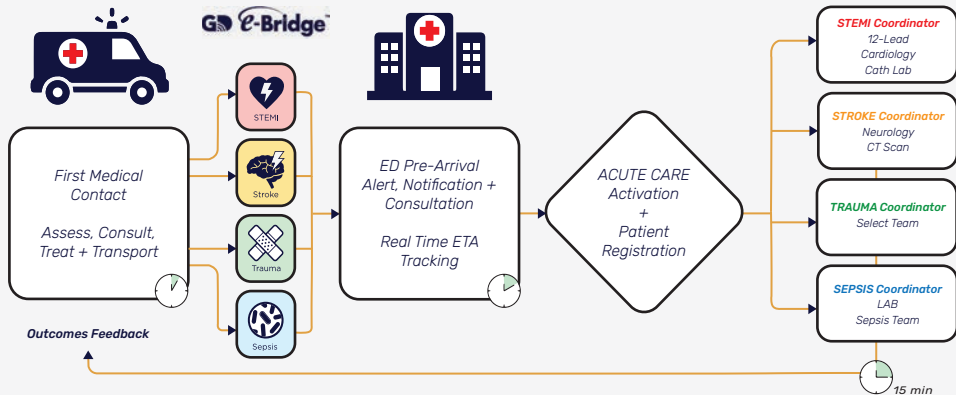 GD e-Bridge™
First Medical
Contact
Assess, Consult,
Treat + Transport
STEMI
Stroke
Trauma
Sepsis
ED Pre-Arrival
Alert, Notification +
Consultation
Real Time ETA
Tracking
ACUTE CARE
Activation
+
Patient
Registration
STEMI Coordinator
12-Lead
Cardiology
Cath Lab
STROKE Coordinator
Neurology
CT Scan
TRAUMA Coordinator
Select Team
SEPSIS Coordinator
LAB
Sepsis Team
Outcomes Feedback
15 min